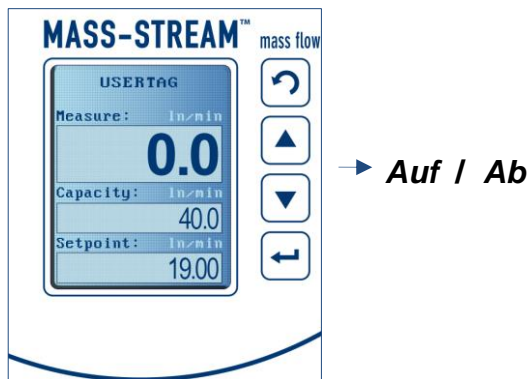 MASS-STREAM™ mass flow
USERTAG
Measure: ln/min
0.0
Capacity: ln/min
40.0
Setpoint: ln/min
19.00
Auf / Ab